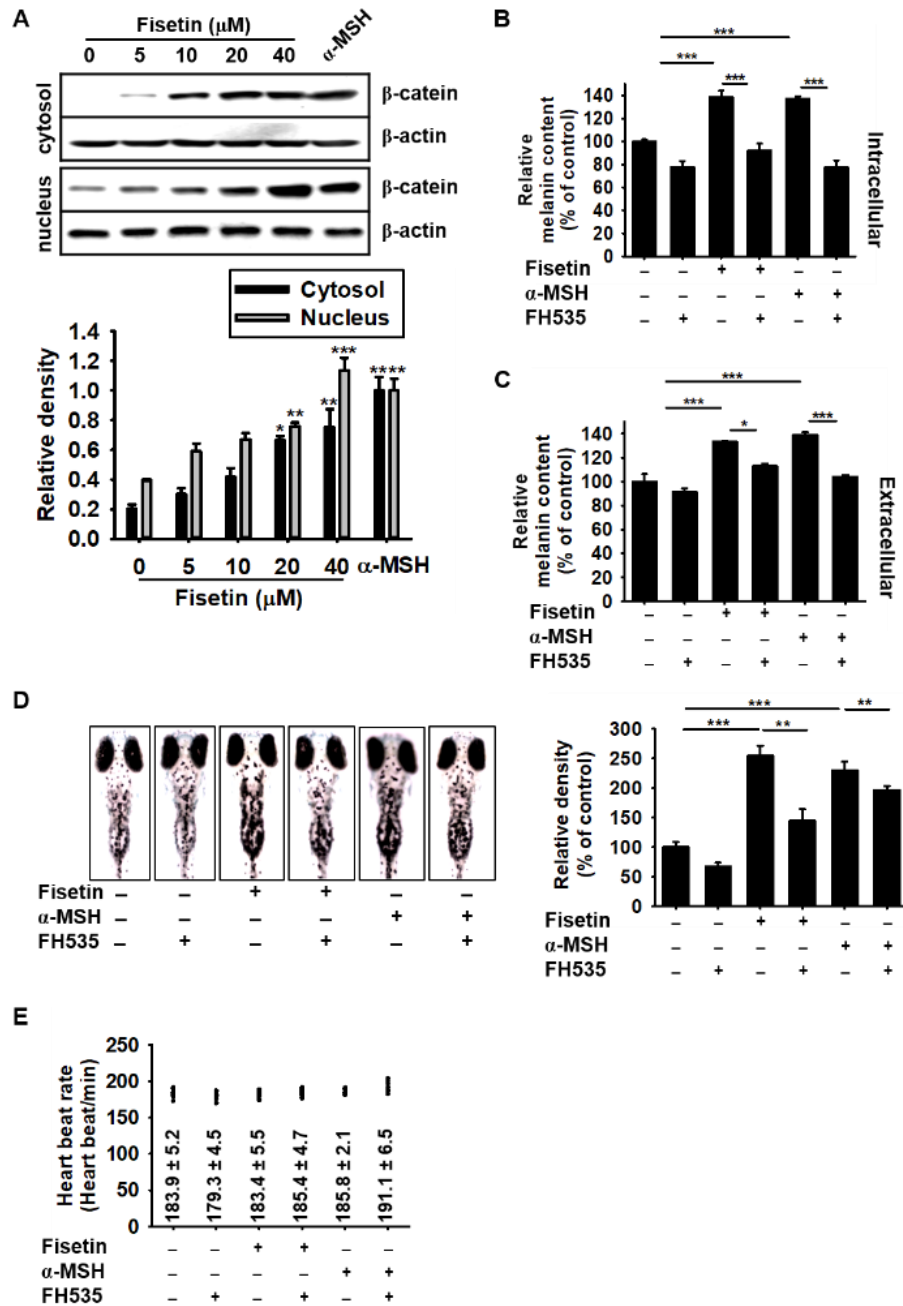 A
Fisetin (μM)
0 5 10 20 40 α-MSH
cytosol
β-catein
β-actin
nucleus
β-catein
β-actin
Cytosol
Nucleus
Relative density
1.4
1.2
1.0
0.8
0.6
0.4
0.2
0.0
* ** ** *** ** **
0 5 10 20 40 α-MSH
Fisetin (μM)
B
Relative
melanin content
(% of control)
140
120
100
80
60
40
20
0
***
*** *** ***
Intracellular
Fisetin – – + + – –
α-MSH – – – – + +
FH535 – + – + – +
C
Relative
melanin content
(% of control)
140
120
100
80
60
40
20
0
***
*** * ***
Extracellular
Fisetin – – + + – –
α-MSH – – – – + +
FH535 – + – + – +
D
Fisetin – – + + – –
α-MSH – – – – + +
FH535 – + – + – +
Relative density
(% of control)
300
250
200
150
100
50
0
*** **
*** **
Fisetin – – + + – –
α-MSH – – – – + +
FH535 – + – + – +
E
Heart beat rate
(Heart beat/min)
250
200
150
100
50
0
183.9 ± 5.2
179.3 ± 4.5
183.4 ± 5.5
185.4 ± 4.7
185.8 ± 2.1
191.1 ± 6.5
Fisetin – – + + – –
α-MSH – – – – + +
FH535 – + – + – +